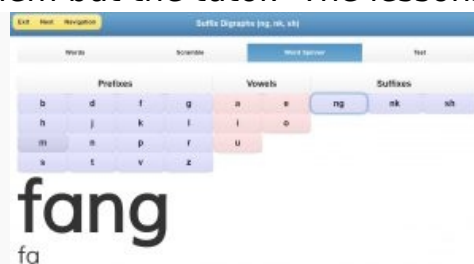 em but the tutor. The lesson
Exit Next Navigation Suffix Digraphs (ng, nk, sh)
Words Scramble Word Spinner Test
Prefixes Vowels Suffixes
b d f g a e ng nk sh
h j k l i o
m n p r u
s t v z
fang
fa